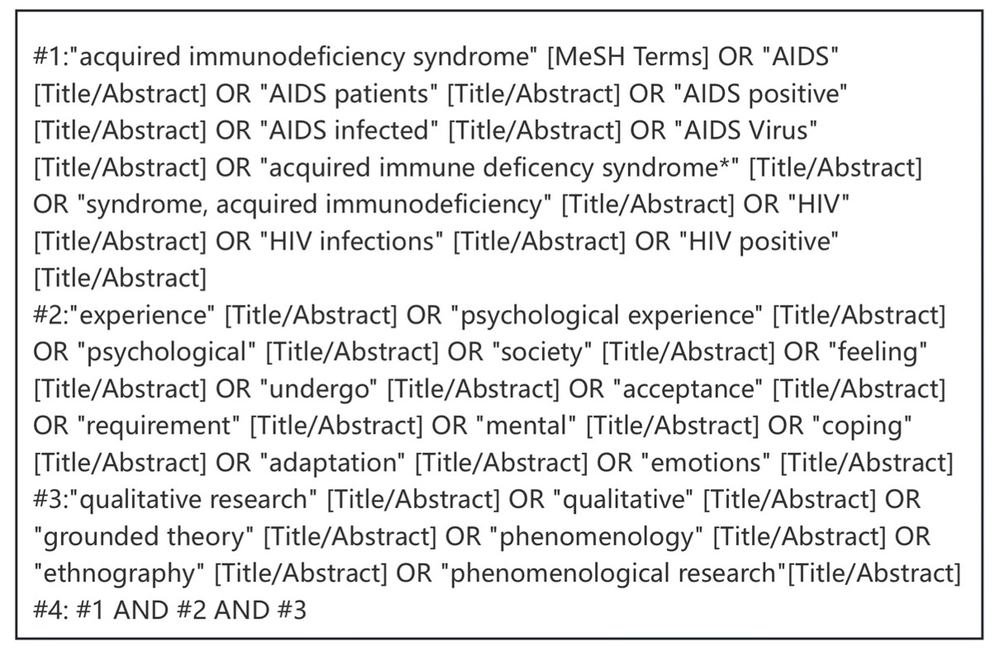 #1:"acquired immunodeficiency syndrome" [MeSH Terms] OR "AIDS"
[Title/Abstract] OR "AIDS patients" [Title/Abstract] OR "AIDS positive"
[Title/Abstract] OR "AIDS infected" [Title/Abstract] OR "AIDS Virus"
[Title/Abstract] OR "acquired immune deficency syndrome*" [Title/Abstract]
OR "syndrome, acquired immunodeficiency" [Title/Abstract] OR "HIV"
[Title/Abstract] OR "HIV infections" [Title/Abstract] OR "HIV positive"
[Title/Abstract]
#2:"experience" [Title/Abstract] OR "psychological experience" [Title/Abstract]
OR "psychological" [Title/Abstract] OR "society" [Title/Abstract] OR "feeling"
[Title/Abstract] OR "undergo" [Title/Abstract] OR "acceptance" [Title/Abstract]
OR "requirement" [Title/Abstract] OR "mental" [Title/Abstract] OR "coping"
[Title/Abstract] OR "adaptation" [Title/Abstract] OR "emotions" [Title/Abstract]
#3:"qualitative research" [Title/Abstract] OR "qualitative" [Title/Abstract] OR
"grounded theory" [Title/Abstract] OR "phenomenology" [Title/Abstract] OR
"ethnography" [Title/Abstract] OR "phenomenological research"[Title/Abstract]
#4: #1 AND #2 AND #3